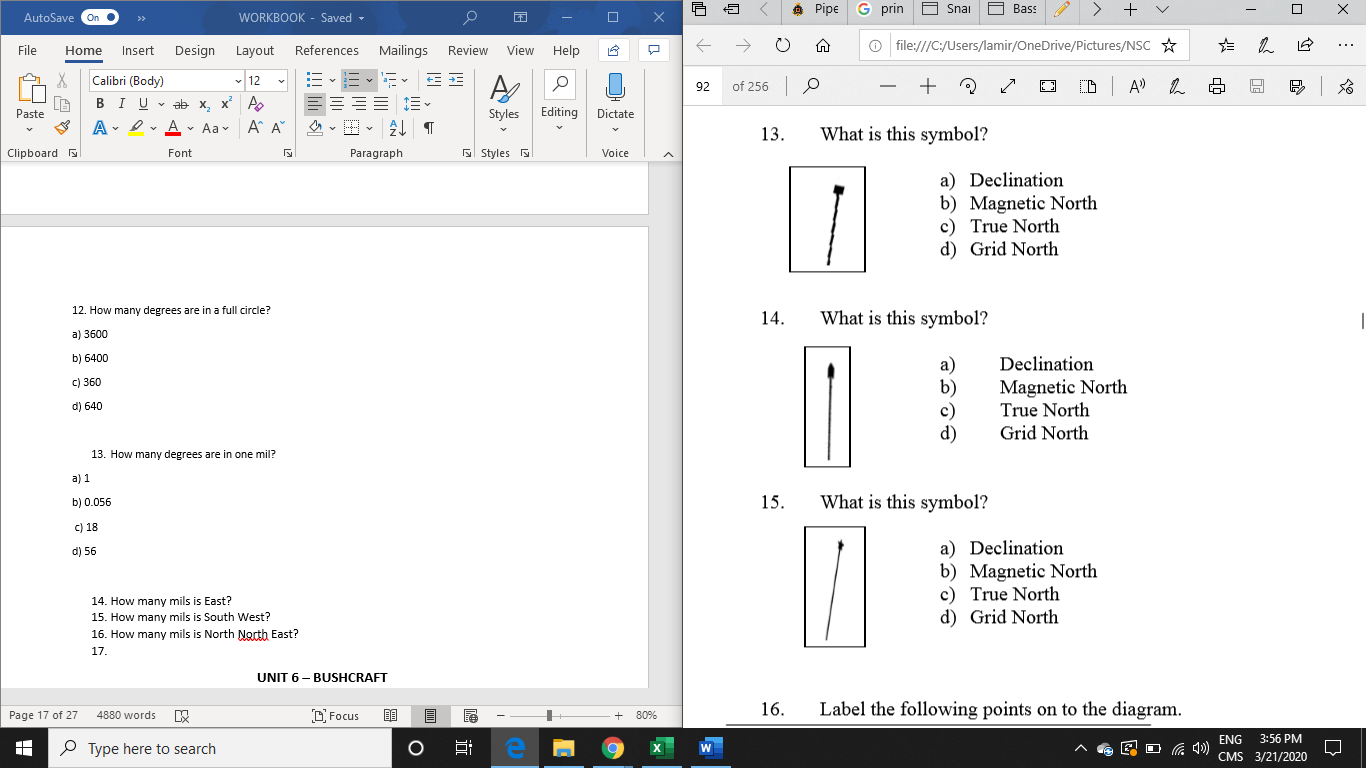 AutoSave On WORKBOOK - Saved
File Home Insert Design Layout References Mailings Review View Help
Calibri (Body) 12
Paste
B I U ab x₂ x²
A A Aa A A
Styles Editing Dictate
Clipboard Font Paragraph Styles Voice
12. How many degrees are in a full circle?
a) 3600
b) 6400
c) 360
d) 640
13. How many degrees are in one mil?
a) 1
b) 0.056
c) 18
d) 56
14. How many mils is East?
15. How many mils is South West?
16. How many mils is North North East?
17.
UNIT 6 – BUSHCRAFT
Page 17 of 27 4880 words Focus 80%
Pipe prin Snai Bass
file:///C:/Users/lamir/OneDrive/Pictures/NSC
92 of 256
13. What is this symbol?
a) Declination
b) Magnetic North
c) True North
d) Grid North
14. What is this symbol?
a) Declination
b) Magnetic North
c) True North
d) Grid North
15. What is this symbol?
a) Declination
b) Magnetic North
c) True North
d) Grid North
16. Label the following points on to the diagram.
Type here to search
ENG 3:56 PM
CMS 3/21/2020